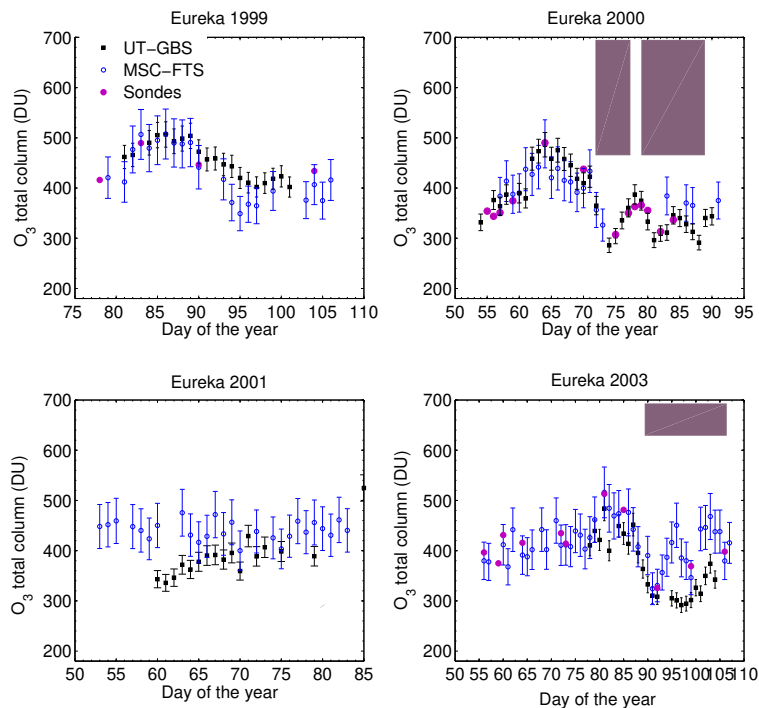 Eureka 1999
700
600
500
400
300
200
O3 total column (DU)
UT−GBS
MSC−FTS
Sondes
75 80 85 90 95 100 105 110
Day of the year
Eureka 2000
700
600
500
400
300
200
O3 total column (DU)
50 55 60 65 70 75 80 85 90 95
Day of the year
Eureka 2001
700
600
500
400
300
200
O3 total column (DU)
50 55 60 65 70 75 80 85
Day of the year
Eureka 2003
700
600
500
400
300
200
O3 total column (DU)
50 55 60 65 70 75 80 85 90 95 100 105 110
Day of the year